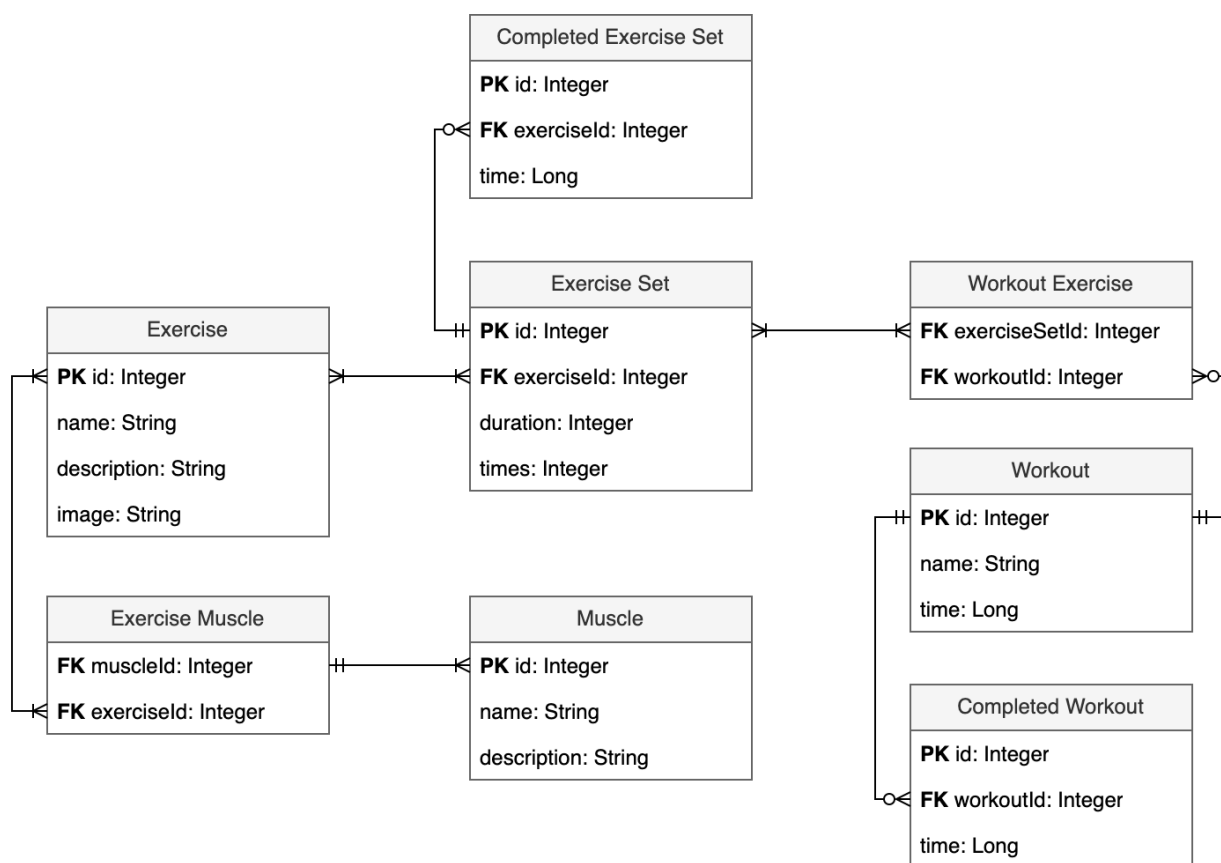 Completed Exercise Set
PK id: Integer
FK exerciseId: Integer
time: Long
Exercise Set
PK id: Integer
FK exerciseId: Integer
duration: Integer
times: Integer
Workout Exercise
FK exerciseSetId: Integer
FK workoutId: Integer
Exercise
PK id: Integer
name: String
description: String
image: String
Workout
PK id: Integer
name: String
time: Long
Exercise Muscle
FK muscleId: Integer
FK exerciseId: Integer
Muscle
PK id: Integer
name: String
description: String
Completed Workout
PK id: Integer
FK workoutId: Integer
time: Long